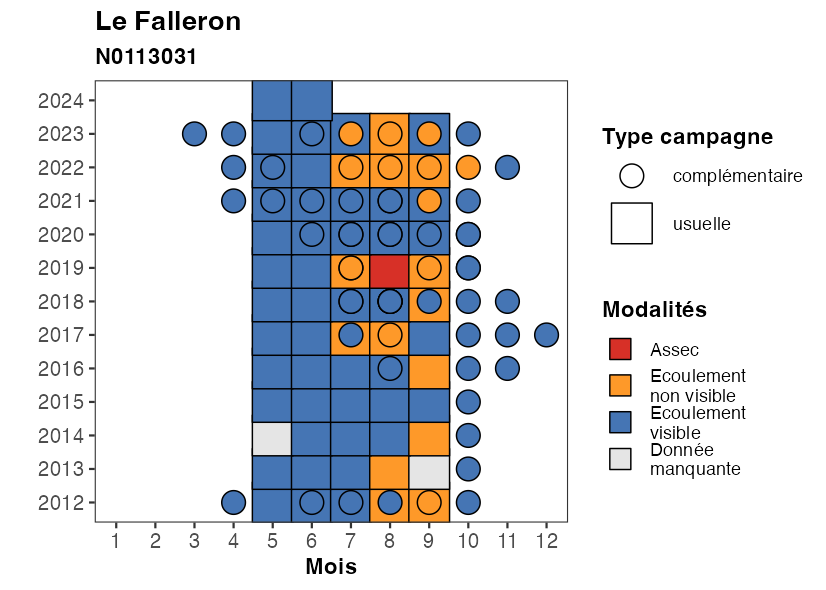 Le Falleron
N0113031
2024
2023
2022
2021
2020
2019
2018
2017
2016
2015
2014
2013
2012
1 2 3 4 5 6 7 8 9 10 11 12
Mois
Type campagne
complémentaire
usuelle
Modalités
Assec
Ecoulement
non visible
Ecoulement
visible
Donnée
manquante